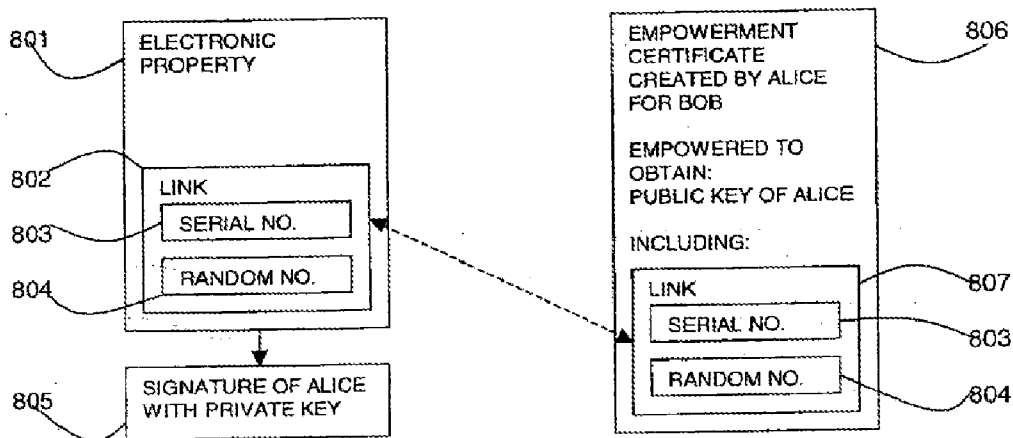 801
ELECTRONIC
PROPERTY
802
LINK
803
SERIAL NO.
804
RANDOM NO.
805
SIGNATURE OF ALICE
WITH PRIVATE KEY
806
EMPOWERMENT
CERTIFICATE
CREATED BY ALICE
FOR BOB
EMPOWERED TO
OBTAIN:
PUBLIC KEY OF ALICE
INCLUDING:
807
LINK
SERIAL NO.
803
RANDOM NO.
804